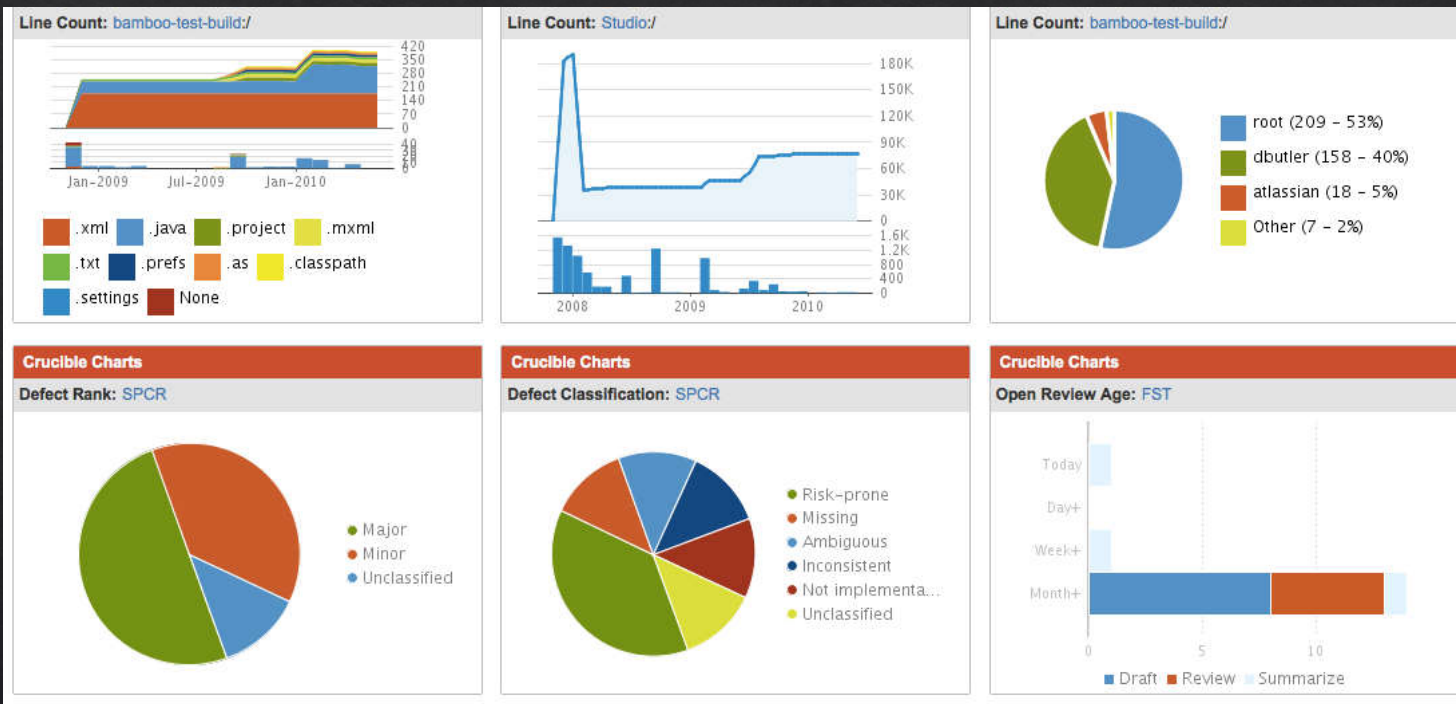 Line Count: bamboo-test-build:/
420
350
280
210
140
70
0
40
0
Jan-2009 Jul-2009 Jan-2010
.xml .java .project .mxml
.txt .prefs .as .classpath
.settings None
Line Count: Studio:/
180K
150K
120K
90K
60K
30K
0
1.6K
1.2K
800
400
0
2008 2009 2010
Line Count: bamboo-test-build:/
root (209 - 53%)
dbutler (158 - 40%)
atlassian (18 - 5%)
Other (7 - 2%)
Crucible Charts
Defect Rank: SPCR
Major
Minor
Unclassified
Crucible Charts
Defect Classification: SPCR
Risk-prone
Missing
Ambiguous
Inconsistent
Not implementa...
Unclassified
Crucible Charts
Open Review Age: FST
Today
Day+
Week+
Month+
0 5 10
Draft Review Summarize